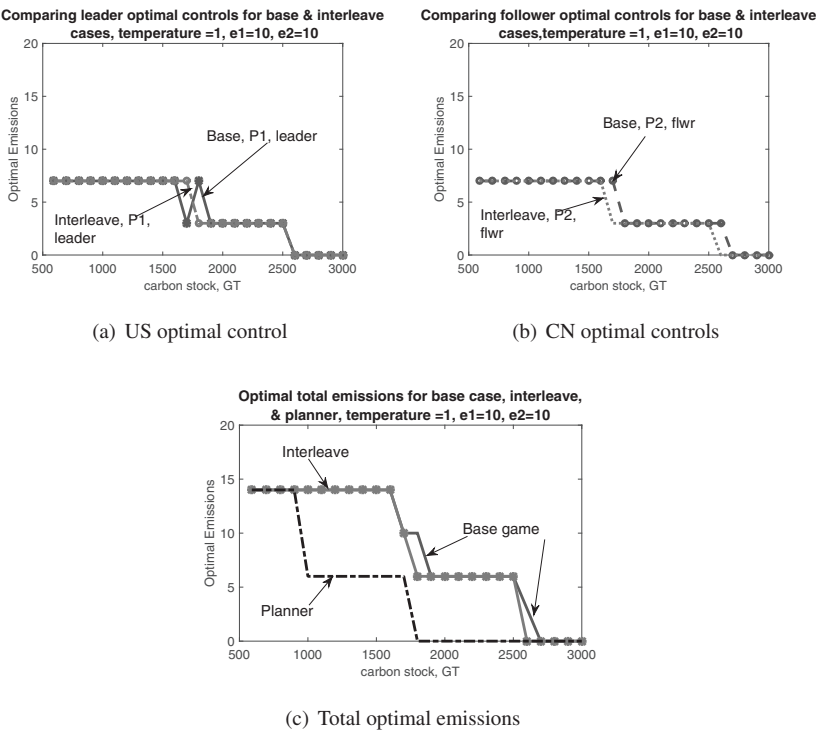 Comparing leader optimal controls for base & interleave
cases, temperature =1, e1=10, e2=10
20
15
10
5
0
Optimal Emissions
Base, P1, leader
Interleave, P1,
leader
500 1000 1500 2000 2500 3000
carbon stock, GT
(a) US optimal control
Comparing follower optimal controls for base & interleave
cases,temperature =1, e1=10, e2=10
20
15
10
5
0
Optimal Emissions
Base, P2, flwr
Interleave, P2,
flwr
500 1000 1500 2000 2500 3000
carbon stock, GT
(b) CN optimal controls
Optimal total emissions for base case, interleave,
& planner, temperature =1, e1=10, e2=10
20
15
10
5
0
Optimal Emissions
Interleave
Base game
Planner
500 1000 1500 2000 2500 3000
carbon stock, GT
(c) Total optimal emissions